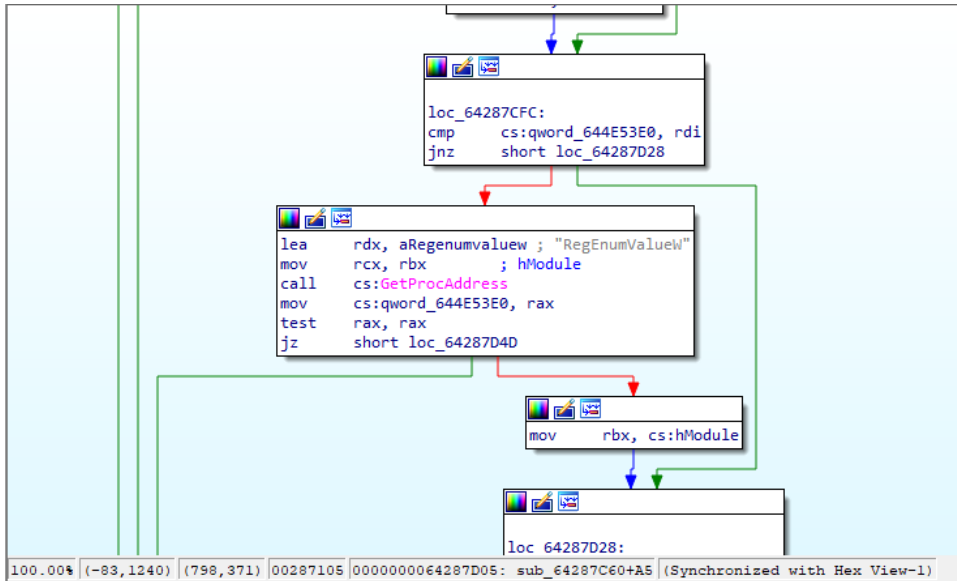 loc_64287CFC:
cmp cs:qword_644E53E0, rdi
jnz short loc_64287D28
lea rdx, aRegenumvaluew ; "RegEnumValueW"
mov rcx, rbx ; hModule
call cs:GetProcAddress
mov cs:qword_644E53E0, rax
test rax, rax
jz short loc_64287D4D
mov rbx, cs:hModule
loc_64287D28:
100.00% (-83,1240) (798,371) 00287105 0000000064287D05: sub_64287C60+A5 (Synchronized with Hex View-1)